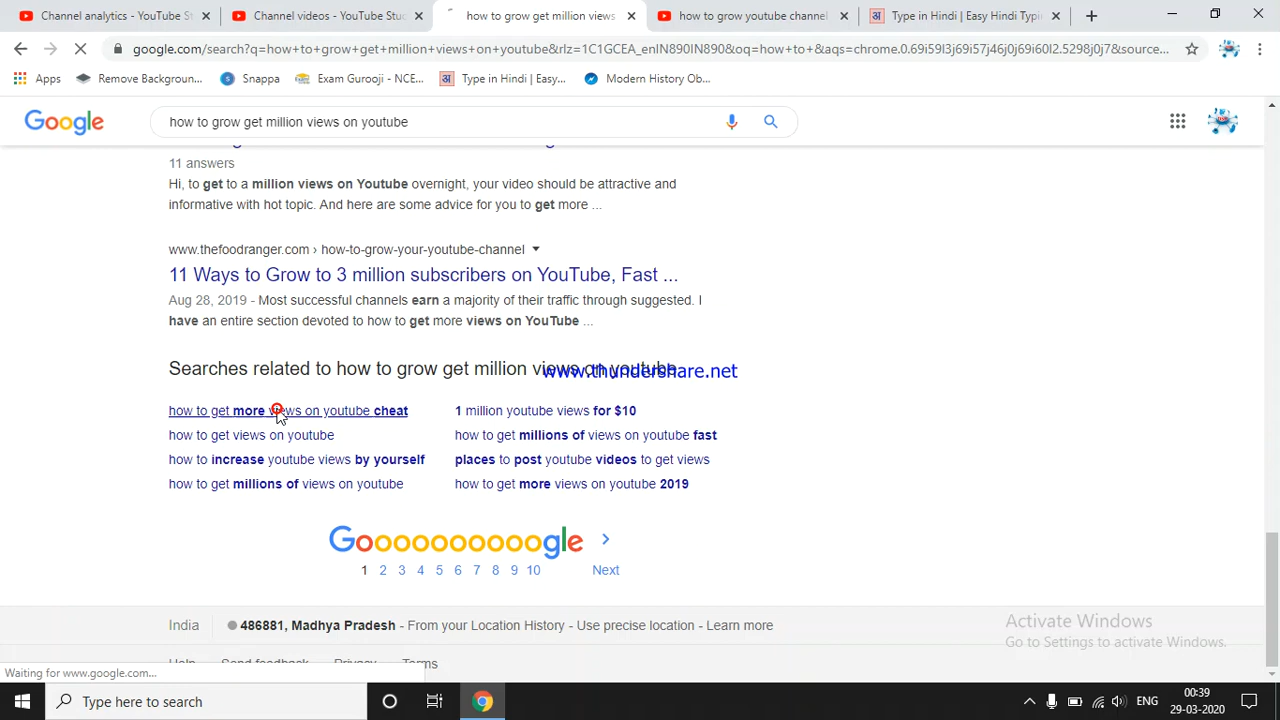 Channel analytics - YouTube St
Channel videos - YouTube Stud
how to grow get million views
how to grow youtube channel
Type in Hindi | Easy Hindi Typin
google.com/search?q=how+to+grow+get+million+views+on+youtube&rlz=1C1GCEA_enIN890IN890&oq=how+to+&aqs=chrome.0.69i59l3j69i57j46j0j69i60l2.5298j0j7&source...
Apps
Remove Backgroun...
Snappa
Exam Gurooji - NCE...
अ Type in Hindi | Easy...
Modern History Ob...
Google
how to grow get million views on youtube
11 answers
Hi, to get to a million views on Youtube overnight, your video should be attractive and
informative with hot topic. And here are some advice for you to get more ...
www.thefoodranger.com › how-to-grow-your-youtube-channel
11 Ways to Grow to 3 million subscribers on YouTube, Fast ...
Aug 28, 2019 - Most successful channels earn a majority of their traffic through suggested. I
have an entire section devoted to how to get more views on YouTube ...
Searches related to how to grow get million views on youtube
www.thundershare.net
how to get more views on youtube cheat
1 million youtube views for $10
how to get views on youtube
how to get millions of views on youtube fast
how to increase youtube views by yourself
places to post youtube videos to get views
how to get millions of views on youtube
how to get more views on youtube 2019
Goooooooooogle
1 2 3 4 5 6 7 8 9 10 Next
India
486881, Madhya Pradesh - From your Location History - Use precise location - Learn more
Activate Windows
Go to Settings to activate Windows.
Help Send feedback Privacy Terms
Waiting for www.google.com...
Type here to search
ENG
00:39
29-03-2020